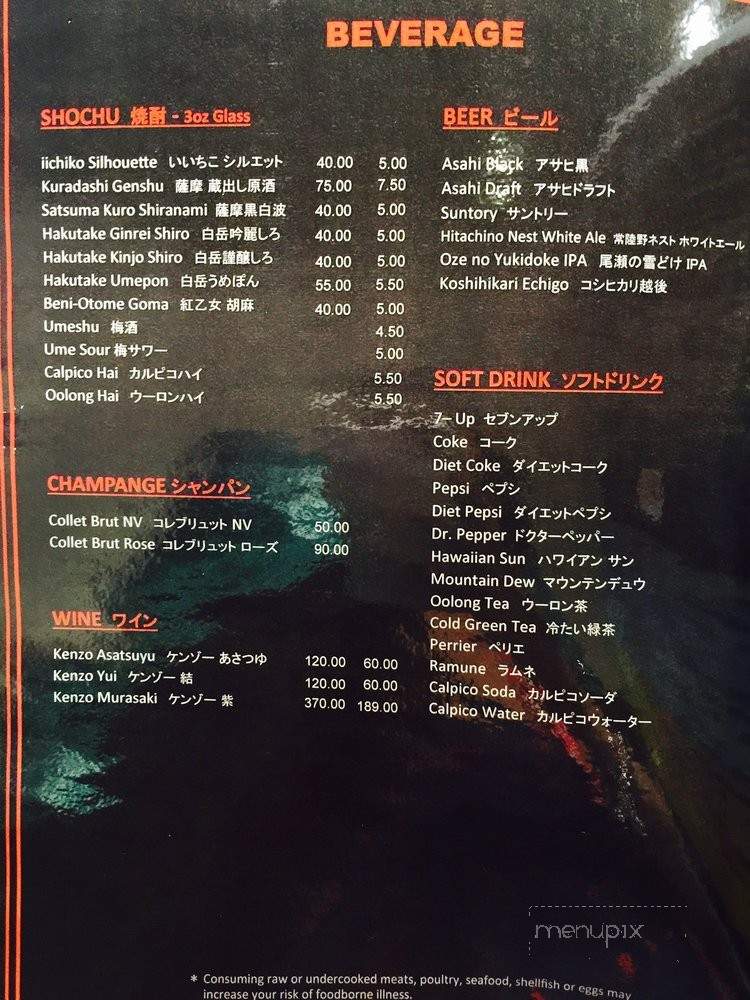 BEVERAGE
SHOCHU 焼酎 - 3oz Glass
iichiko Silhouette いいちこ シルエット 40.00 5.00
Kuradashi Genshu 薩摩 蔵出し原酒 75.00 7.50
Satsuma Kuro Shiranami 薩摩黒白波 40.00 5.00
Hakutake Ginrei Shiro 白岳吟麗しろ 40.00 5.00
Hakutake Kinjo Shiro 白岳謹醸しろ 40.00 5.00
Hakutake Umepon 白岳うめぽん 55.00 5.50
Beni-Otome Goma 紅乙女 胡麻 40.00 5.00
Umeshu 梅酒 4.50
Ume Sour 梅サワー 5.00
Calpico Hai カルピコハイ 5.50
Oolong Hai ウーロンハイ 5.50
CHAMPANGE シャンパン
Collet Brut NV コレブリュット NV 50.00
Collet Brut Rose コレブリュット ローズ 90.00
WINE ワイン
Kenzo Asatsuyu ケンゾー あさつゆ 120.00 60.00
Kenzo Yui ケンゾー 結 120.00 60.00
Kenzo Murasaki ケンゾー 紫 370.00 189.00
BEER ビール
Asahi Black アサヒ黒
Asahi Draft アサヒドラフト
Suntory サントリー
Hitachino Nest White Ale 常陸野ネスト ホワイトエール
Oze no Yukidoke IPA 尾瀬の雪どけ IPA
Koshihikari Echigo コシヒカリ越後
SOFT DRINK ソフトドリンク
7-Up セブンアップ
Coke コーク
Diet Coke ダイエットコーク
Pepsi ペプシ
Diet Pepsi ダイエットペプシ
Dr. Pepper ドクターペッパー
Hawaiian Sun ハワイアン サン
Mountain Dew マウンテンデュウ
Oolong Tea ウーロン茶
Cold Green Tea 冷たい緑茶
Perrier ペリエ
Ramune ラムネ
Calpico Soda カルピコソーダ
Calpico Water カルピコウォーター
menupix
* Consuming raw or undercooked meats, poultry, seafood, shellfish or eggs may
increase your risk of foodborne illness.